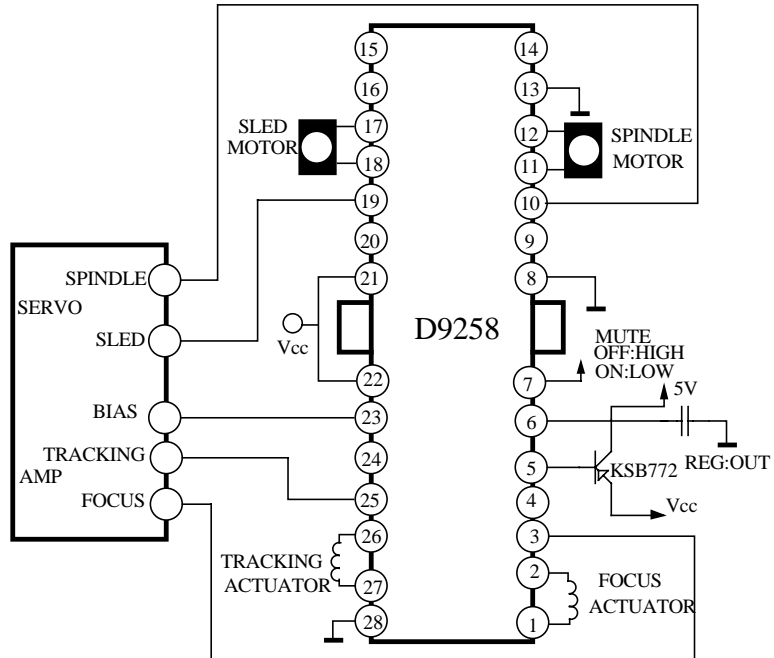 15
14
16
13
SLED
MOTOR
17
12
SPINDLE
MOTOR
18
11
19
10
20
9
SPINDLE
21
8
SERVO
D9258
SLED
Vcc
MUTE
OFF:HIGH
ON:LOW
22
7
5V
BIAS
23
6
TRACKING
24
5
KSB772
REG:OUT
AMP
FOCUS
25
4
Vcc
26
3
TRACKING
ACTUATOR
2
FOCUS
ACTUATOR
27
28
1